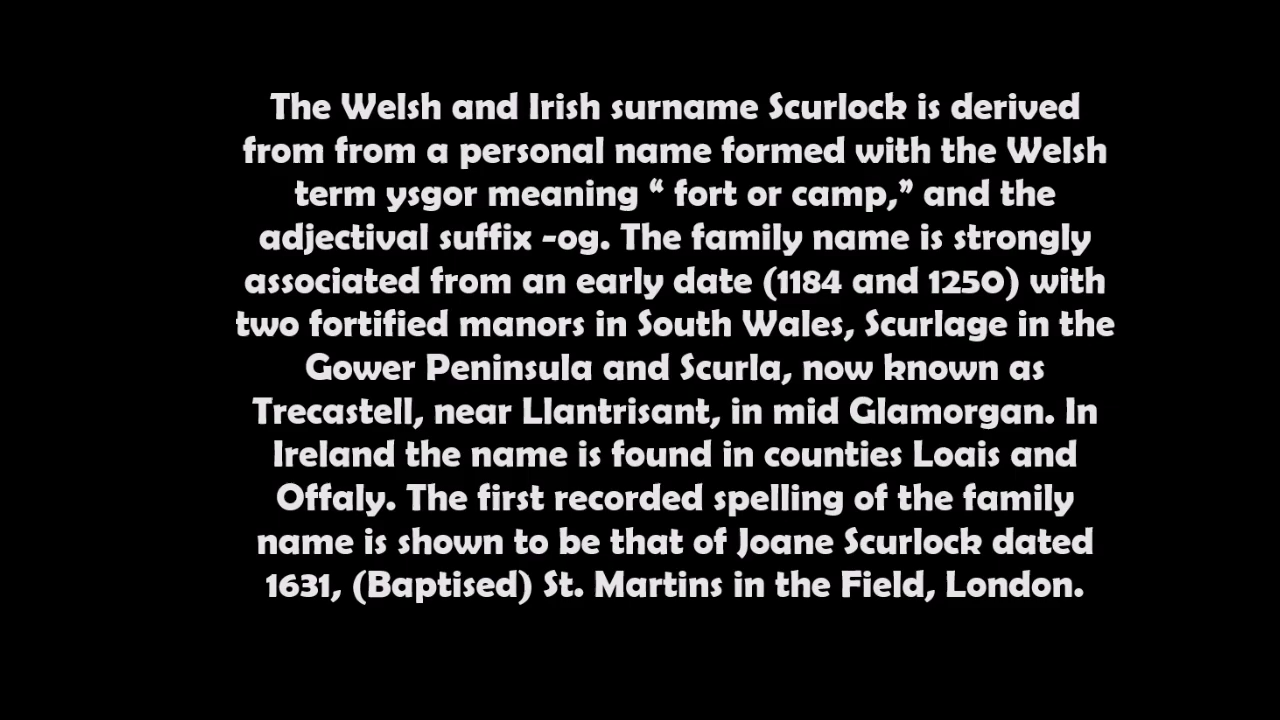 The Welsh and Irish surname Scurlock is derived
from from a personal name formed with the Welsh
term ysgor meaning “ fort or camp,” and the
adjectival suffix -og. The family name is strongly
associated from an early date (1184 and 1250) with
two fortified manors in South Wales, Scurlage in the
Gower Peninsula and Scurla, now known as
Trecastell, near Llantrisant, in mid Glamorgan. In
Ireland the name is found in counties Loais and
Offaly. The first recorded spelling of the family
name is shown to be that of Joane Scurlock dated
1631, (Baptised) St. Martins in the Field, London.